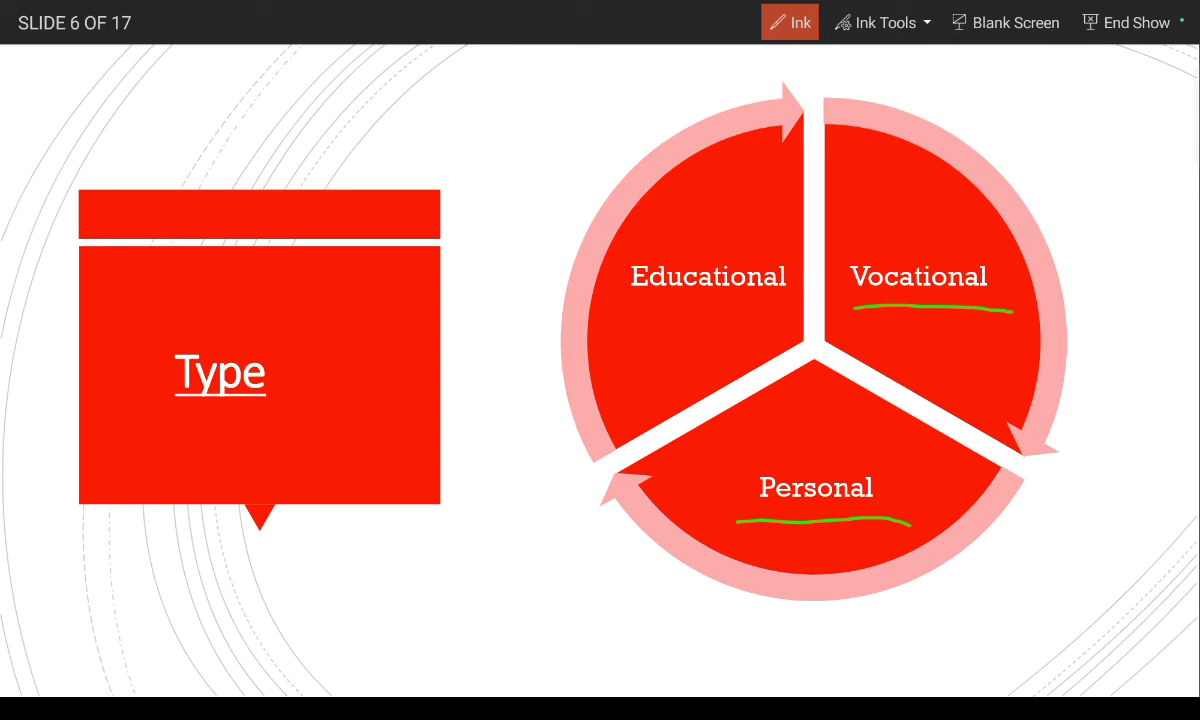 SLIDE 6 OF 17
Ink
Ink Tools
Blank Screen
End Show
Type
Educational
Vocational
Personal